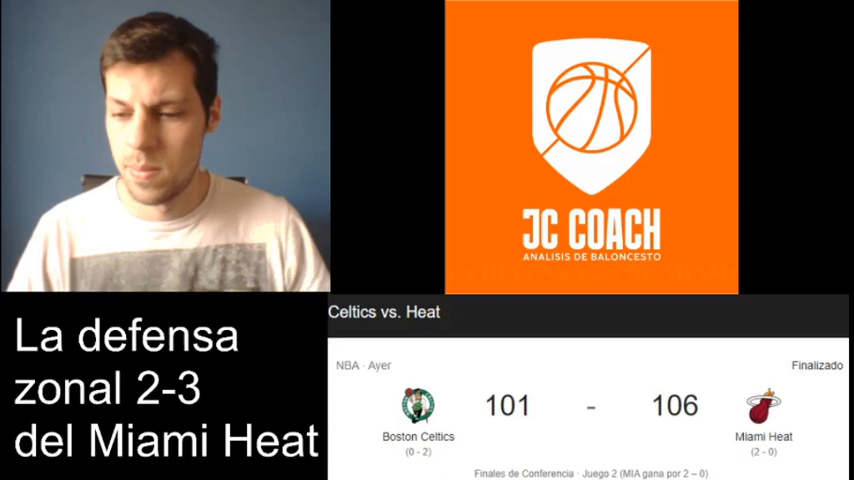 JC COACH
ANALISIS DE BALONCESTO
La defensa
zonal 2-3
del Miami Heat
Celtics vs. Heat
NBA · Ayer
Finalizado
101 - 106
Boston Celtics
Miami Heat
(0 - 2)
(2 - 0)
Finales de Conferencia · Juego 2 (MIA gana por 2 – 0)